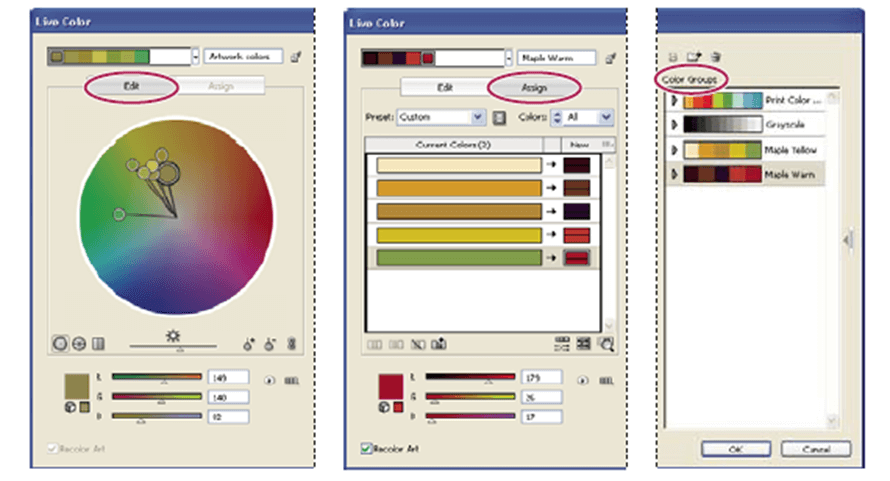 Live Color
Artwork colors
Edit
Assign
149
140
Recolor Art
Live Color
Maple Warm
Edit
Assign
Preset: Custom
Colors: All
Current Colors (2)
New
179
26
17
Recolor Art
Color Groups
Print Color ...
Grayscale
Maple Yellow
Maple Warm
OK
Cancel